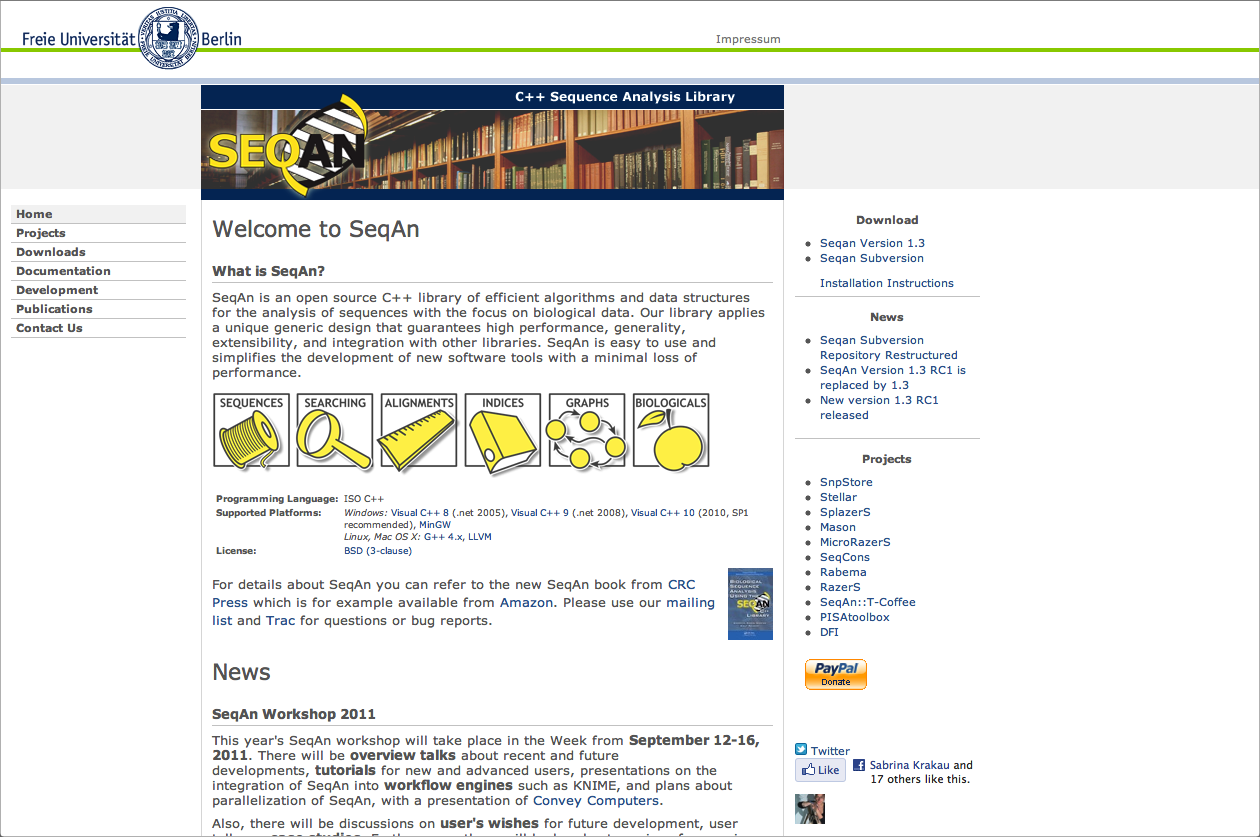 Freie Universität Berlin
Impressum
C++ Sequence Analysis Library
SEQAN
Home
Projects
Downloads
Documentation
Development
Publications
Contact Us
Welcome to SeqAn
What is SeqAn?
SeqAn is an open source C++ library of efficient algorithms and data structures
for the analysis of sequences with the focus on biological data. Our library applies
a unique generic design that guarantees high performance, generality,
extensibility, and integration with other libraries. SeqAn is easy to use and
simplifies the development of new software tools with a minimal loss of
performance.
SEQUENCES SEARCHING ALIGNMENTS INDICES GRAPHS BIOLOGICALS
Programming Language: ISO C++
Supported Platforms: Windows: Visual C++ 8 (.net 2005), Visual C++ 9 (.net 2008), Visual C++ 10 (2010, SP1
recommended), MinGW
Linux, Mac OS X: G++ 4.x, LLVM
License: BSD (3-clause)
For details about SeqAn you can refer to the new SeqAn book from CRC
Press which is for example available from Amazon. Please use our mailing
list and Trac for questions or bug reports.
BIOLOGICAL
SEQUENCE
ANALYSIS
USING THE
SEQAN
C++
LIBRARY
News
SeqAn Workshop 2011
This year's SeqAn workshop will take place in the Week from September 12-16,
2011. There will be overview talks about recent and future
developments, tutorials for new and advanced users, presentations on the
integration of SeqAn into workflow engines such as KNIME, and plans about
parallelization of SeqAn, with a presentation of Convey Computers.
Also, there will be discussions on user's wishes for future development, user
Download
Seqan Version 1.3
Seqan Subversion
Installation Instructions
News
Seqan Subversion
Repository Restructured
SeqAn Version 1.3 RC1 is
replaced by 1.3
New version 1.3 RC1
released
Projects
SnpStore
Stellar
SplazerS
Mason
MicroRazerS
SeqCons
Rabema
RazerS
SeqAn::T-Coffee
PISAtoolbox
DFI
PayPal
Donate
Twitter
Like
Sabrina Krakau and
17 others like this.